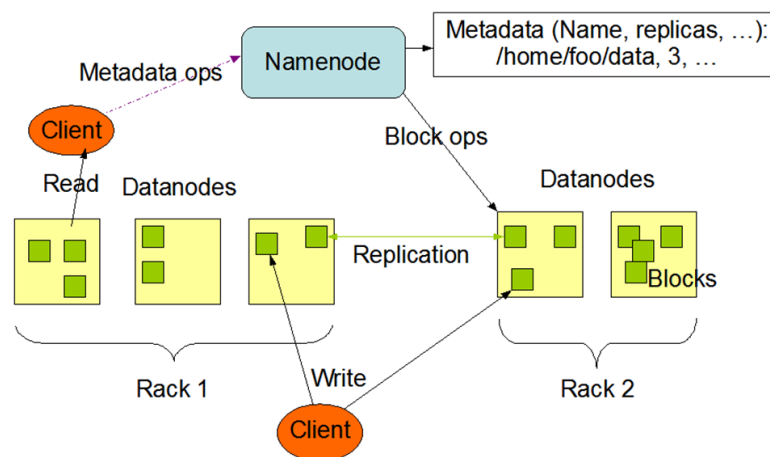 Metadata (Name, replicas, …):
/home/foo/data, 3, …
Namenode
Metadata ops
Client
Block ops
Read
Datanodes
Datanodes
Replication
Blocks
Rack 1
Write
Rack 2
Client